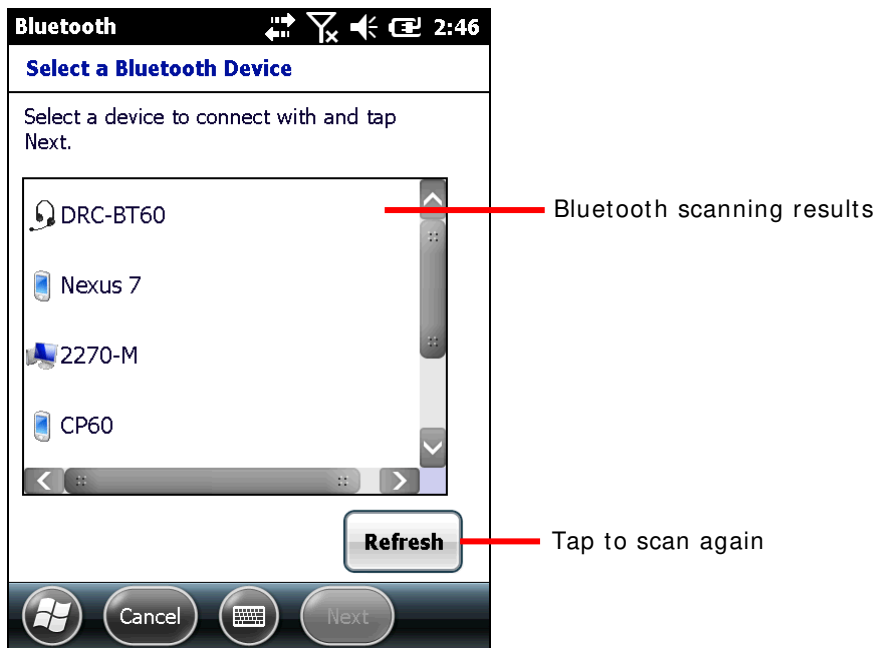 Bluetooth 2:46
Select a Bluetooth Device
Select a device to connect with and tap
Next.
DRC-BT60
Bluetooth scanning results
Nexus 7
2270-M
CP60
Refresh
Tap to scan again
Cancel
Next